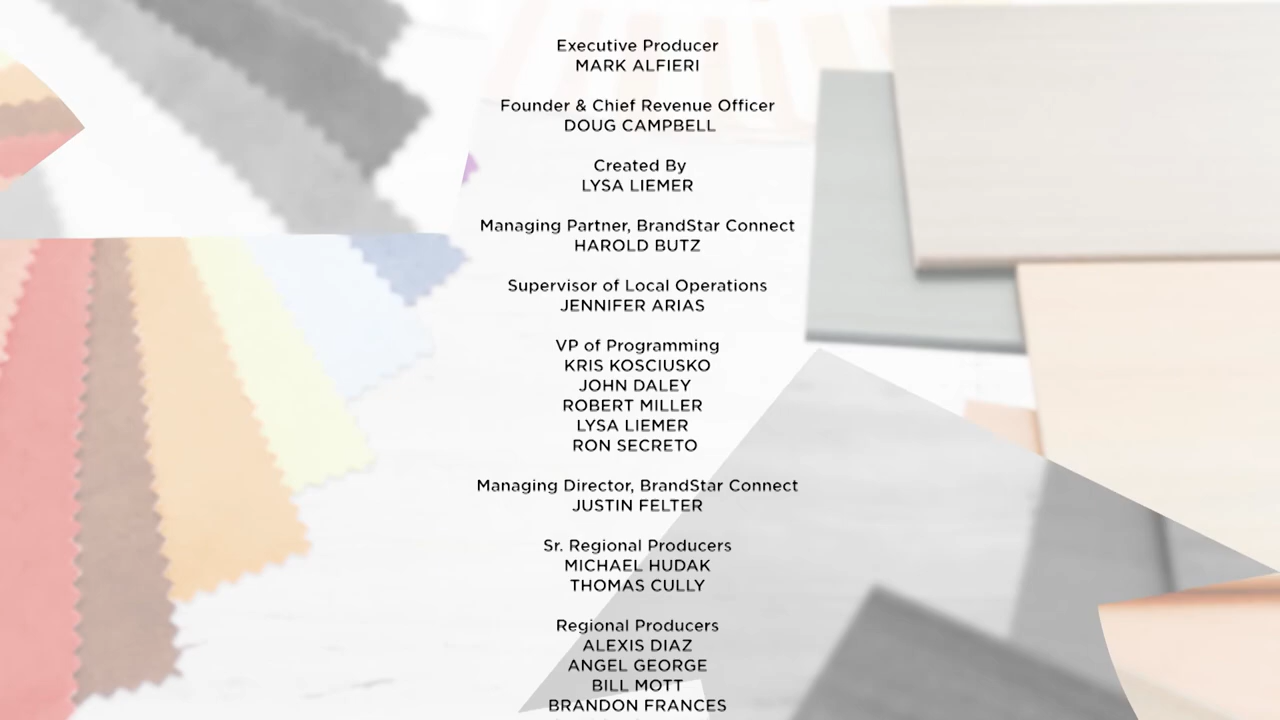 Executive Producer
MARK ALFIERI
Founder & Chief Revenue Officer
DOUG CAMPBELL
Created By
LYSA LIEMER
Managing Partner, BrandStar Connect
HAROLD BUTZ
Supervisor of Local Operations
JENNIFER ARIAS
VP of Programming
KRIS KOSCIUSKO
JOHN DALEY
ROBERT MILLER
LYSA LIEMER
RON SECRETO
Managing Director, BrandStar Connect
JUSTIN FELTER
Sr. Regional Producers
MICHAEL HUDAK
THOMAS CULLY
Regional Producers
ALEXIS DIAZ
ANGEL GEORGE
BILL MOTT
BRANDON FRANCES